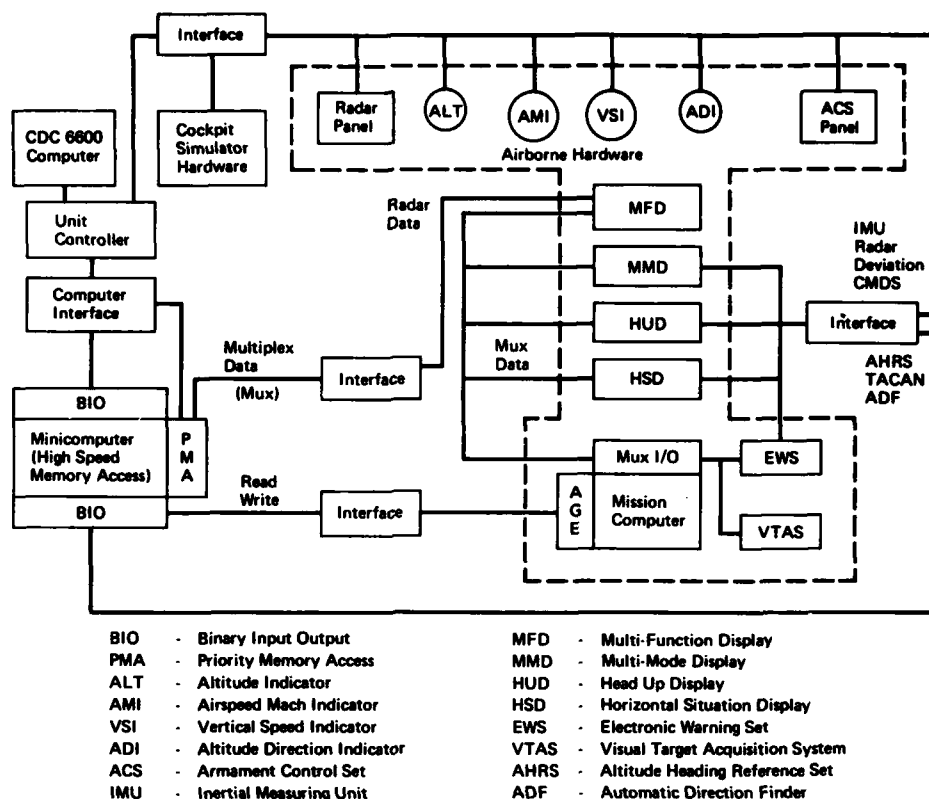 Interface
Radar
Panel
ALT
AMI
VSI
ADI
ACS
Panel
CDC 6600
Computer
Cockpit
Simulator
Hardware
Airborne Hardware
Unit
Controller
Radar
Data
MFD
IMU
Radar
Deviation
CMDS
MMD
Computer
Interface
HUD
Interface
Multiplex
Data
(Mux)
Interface
Mux
Data
HSD
AHRS
TACAN
ADF
BIO
Minicomputer
(High Speed
Memory Access)
P
M
A
BIO
Read
Write
Interface
Mux I/O
EWS
A
G
E
Mission
Computer
VTAS
BIO - Binary Input Output
PMA - Priority Memory Access
ALT - Altitude Indicator
AMI - Airspeed Mach Indicator
VSI - Vertical Speed Indicator
ADI - Altitude Direction Indicator
ACS - Armament Control Set
IMU - Inertial Measuring Unit
MFD - Multi-Function Display
MMD - Multi-Mode Display
HUD - Head Up Display
HSD - Horizontal Situation Display
EWS - Electronic Warning Set
VTAS - Visual Target Acquisition System
AHRS - Altitude Heading Reference Set
ADF - Automatic Direction Finder